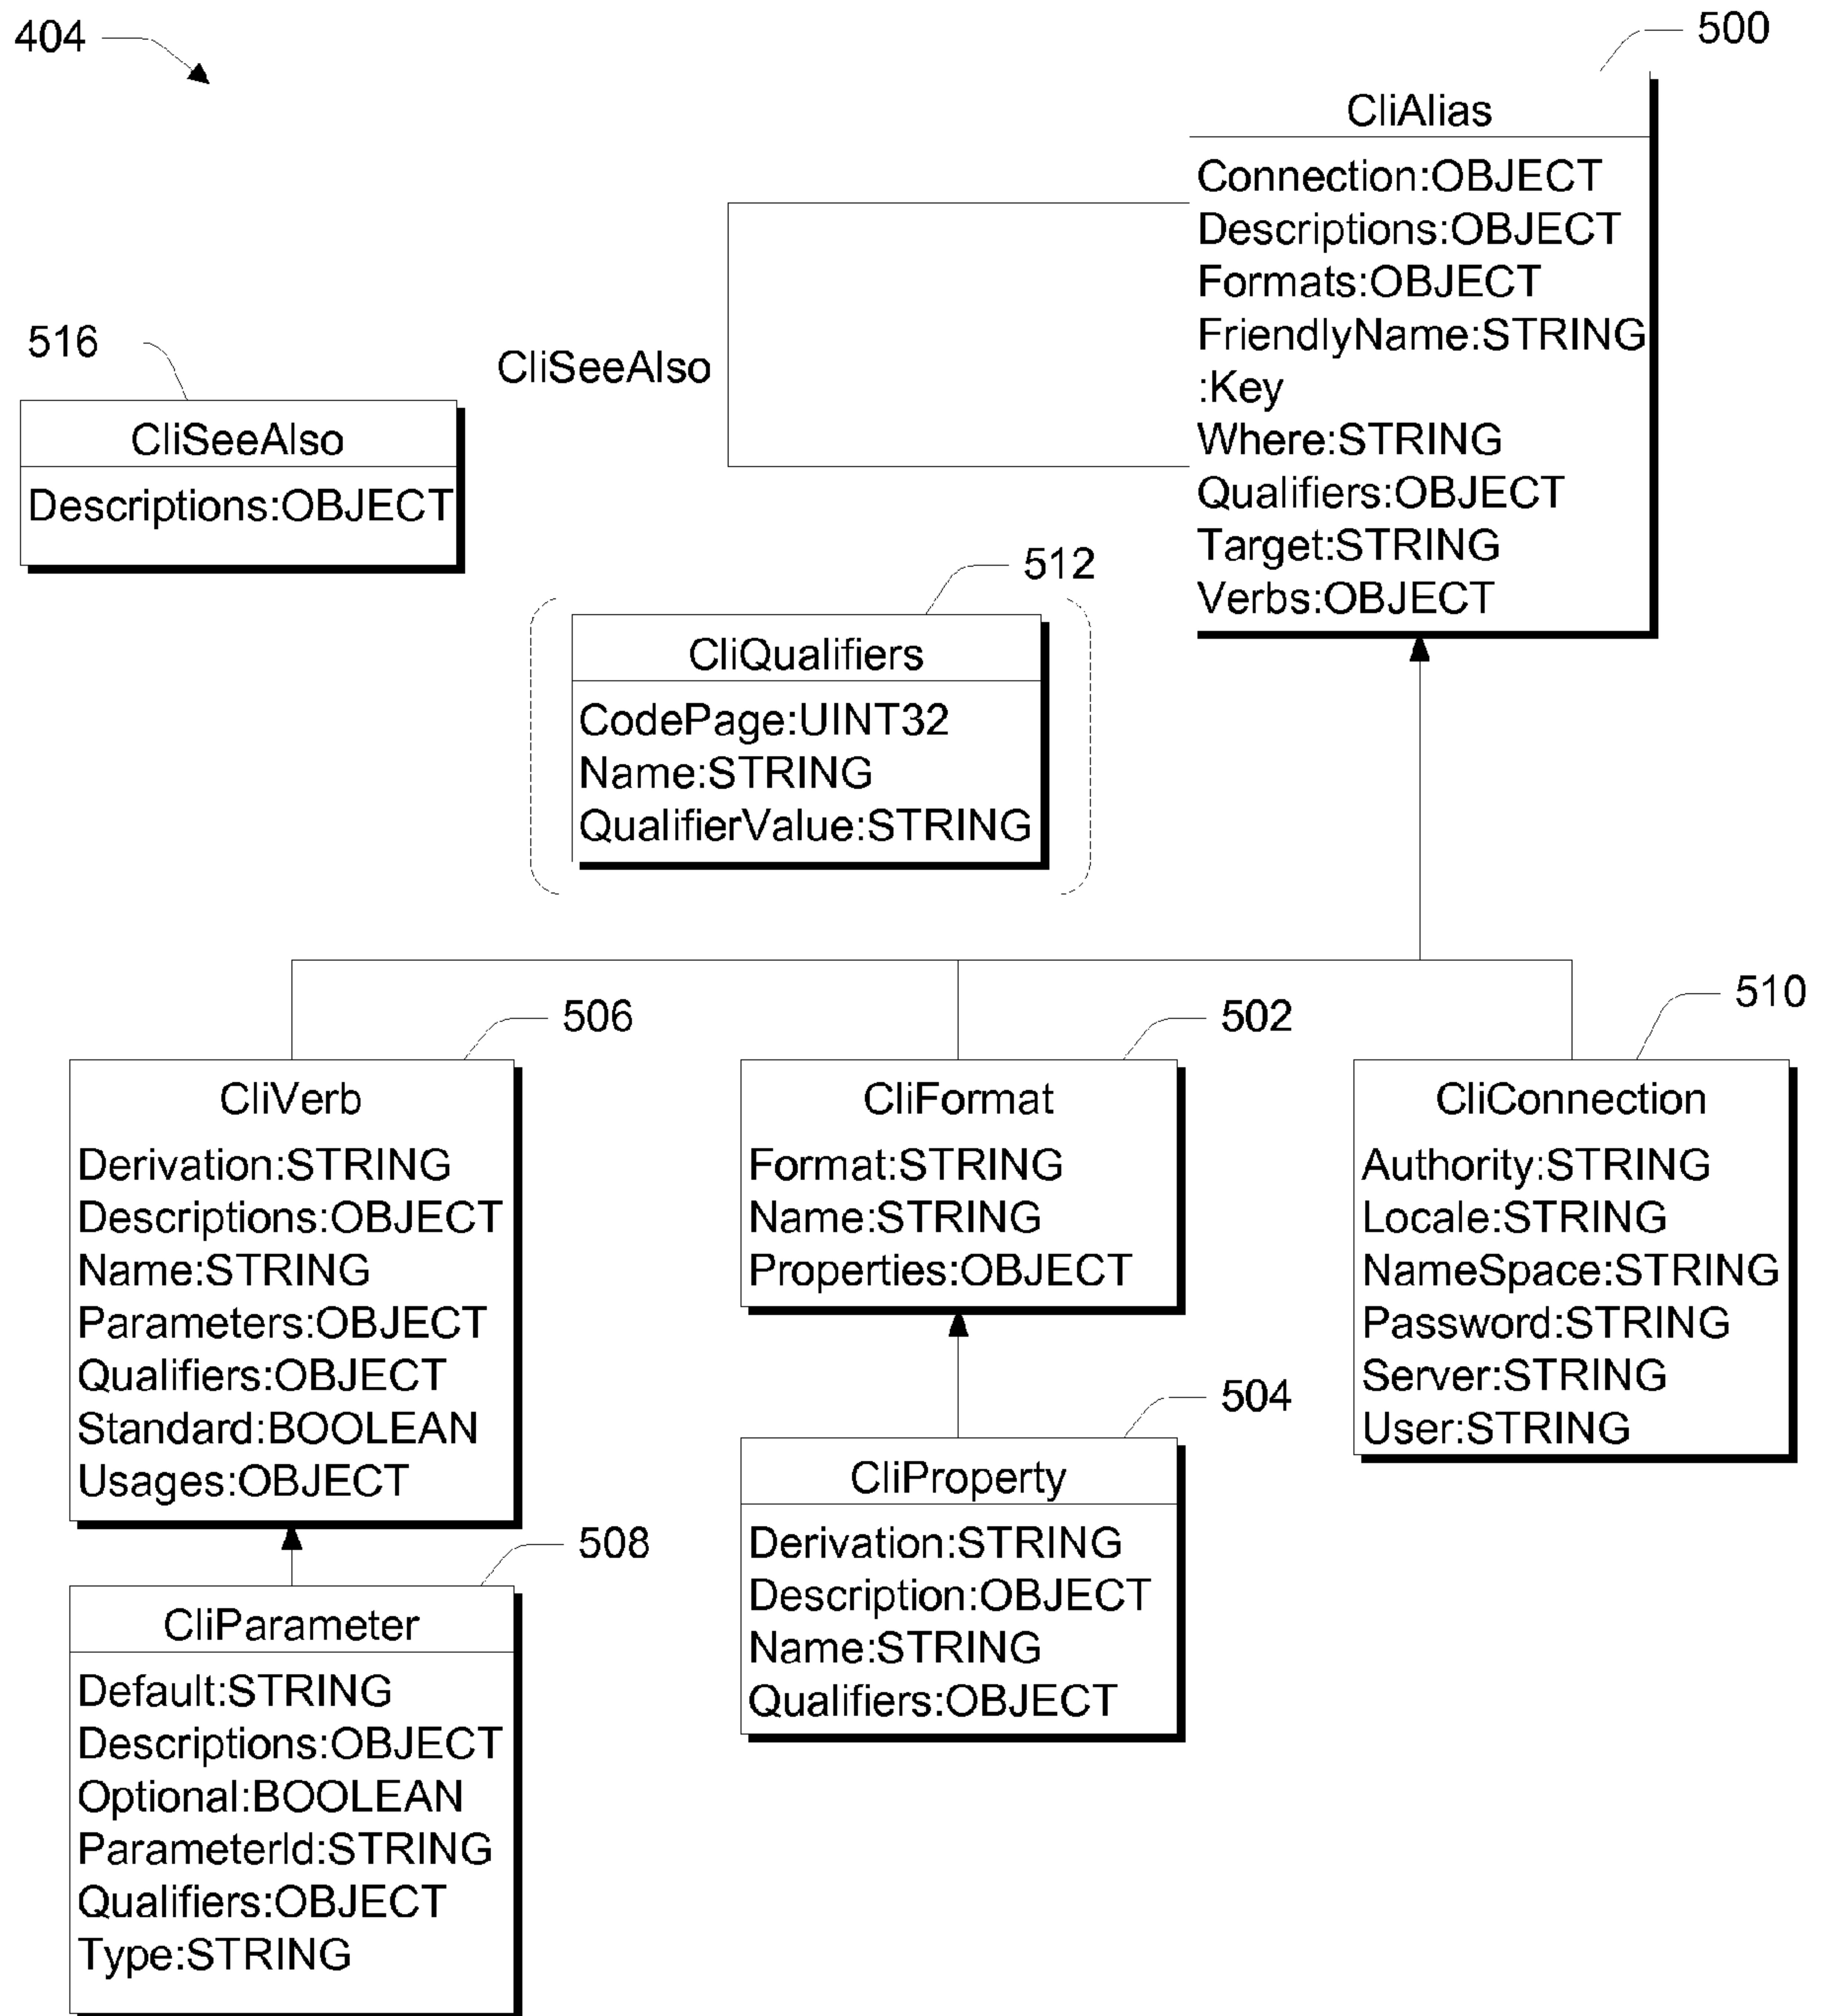 404
500
CliAlias
Connection:OBJECT
Descriptions:OBJECT
Formats:OBJECT
FriendlyName:STRING
:Key
Where:STRING
Qualifiers:OBJECT
Target:STRING
Verbs:OBJECT
CliSeeAlso
516
CliSeeAlso
Descriptions:OBJECT
512
CliQualifiers
CodePage:UINT32
Name:STRING
QualifierValue:STRING
506
CliVerb
Derivation:STRING
Descriptions:OBJECT
Name:STRING
Parameters:OBJECT
Qualifiers:OBJECT
Standard:BOOLEAN
Usages:OBJECT
502
CliFormat
Format:STRING
Name:STRING
Properties:OBJECT
510
CliConnection
Authority:STRING
Locale:STRING
NameSpace:STRING
Password:STRING
Server:STRING
User:STRING
504
CliProperty
Derivation:STRING
Description:OBJECT
Name:STRING
Qualifiers:OBJECT
508
CliParameter
Default:STRING
Descriptions:OBJECT
Optional:BOOLEAN
ParameterId:STRING
Qualifiers:OBJECT
Type:STRING